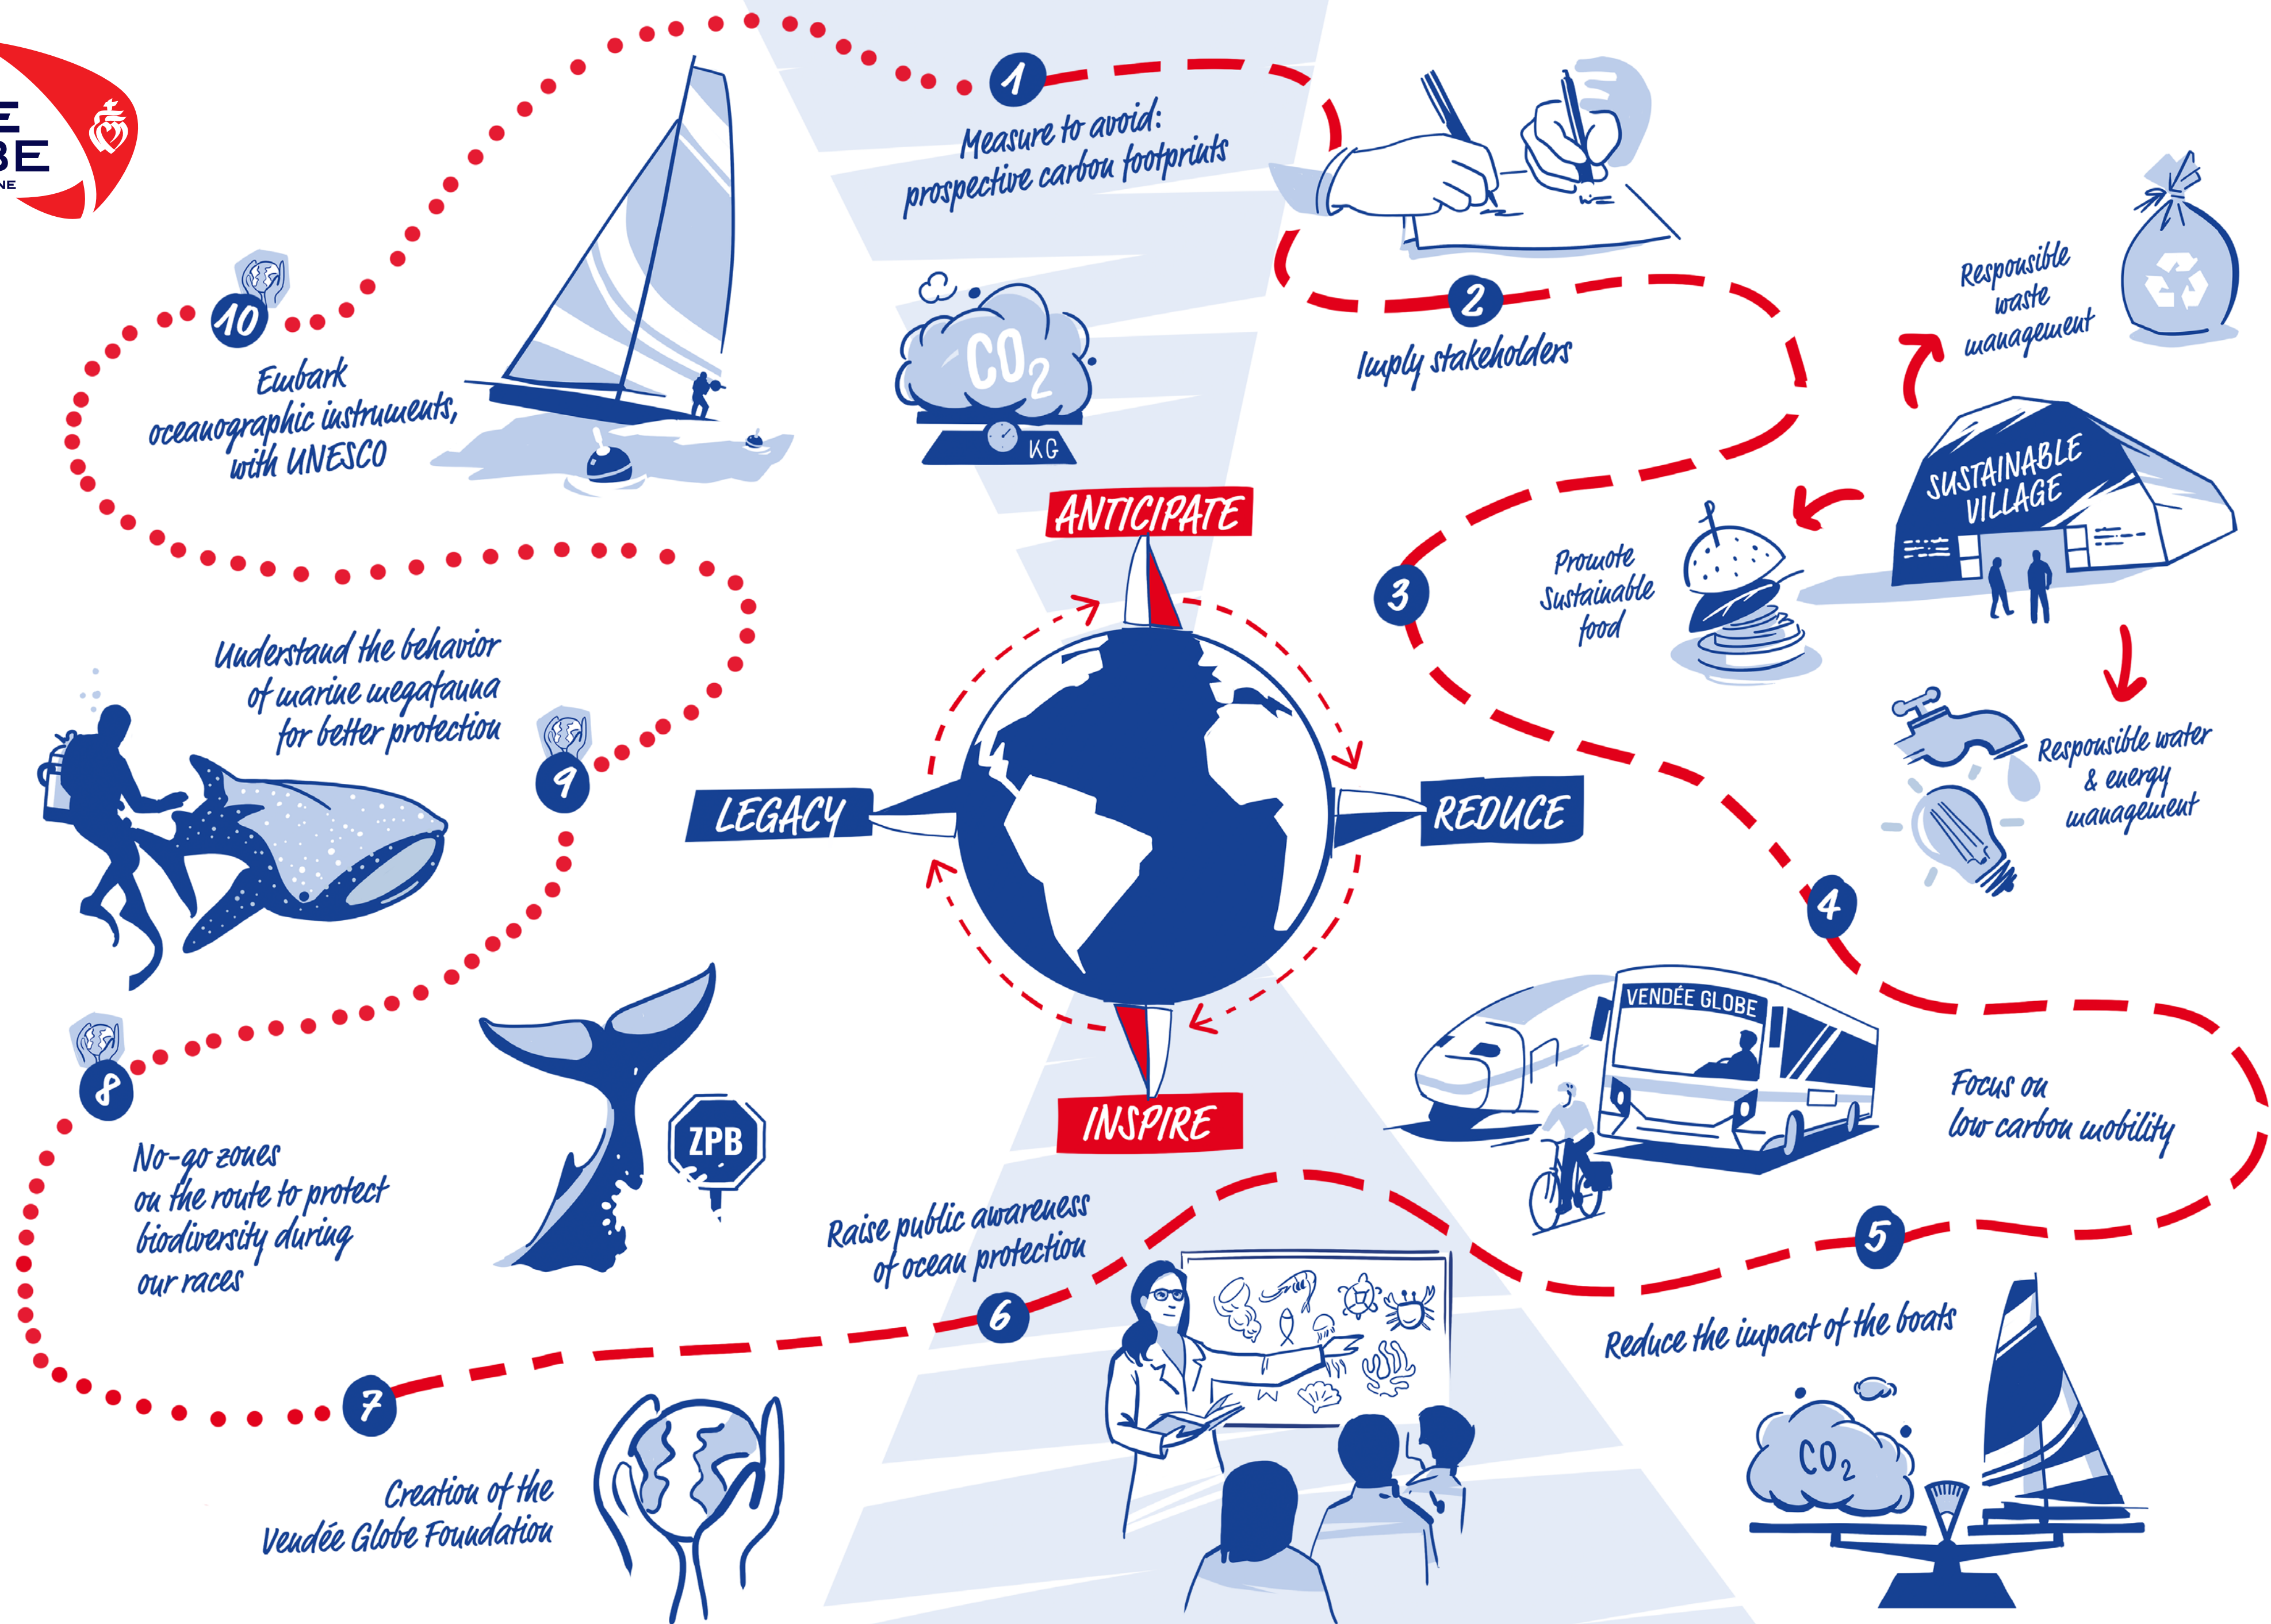 E
BE
NE
1
Measure to avoid:
prospective carbon footprints
CO2
KG
2
Imply stakeholders
Responsible
waste
management
SUSTAINABLE
VILLAGE
3
Promote
Sustainable
food
Responsible water
& energy
management
ANTICIPATE
REDUCE
INSPIRE
LEGACY
4
VENDÉE GLOBE
Focus on
low carbon mobility
5
Reduce the impact of the boats
CO2
6
Raise public awareness
of ocean protection
7
Creation of the
Vendée Globe Foundation
8
No-go zones
on the route to protect
biodiversity during
our races
ZPB
9
Understand the behavior
of marine megafauna
for better protection
10
Embark
oceanographic instruments,
with UNESCO